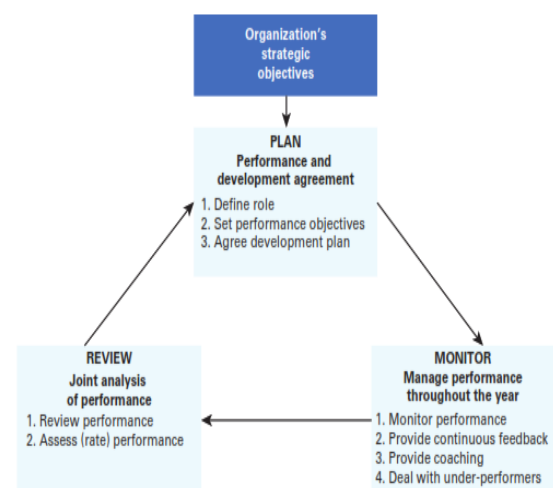 Organization's
strategic
objectives
PLAN
Performance and
development agreement
1. Define role
2. Set performance objectives
3. Agree development plan
REVIEW
Joint analysis
of performance
1. Review performance
2. Assess (rate) performance
MONITOR
Manage performance
throughout the year
1. Monitor performance
2. Provide continuous feedback
3. Provide coaching
4. Deal with under-performers